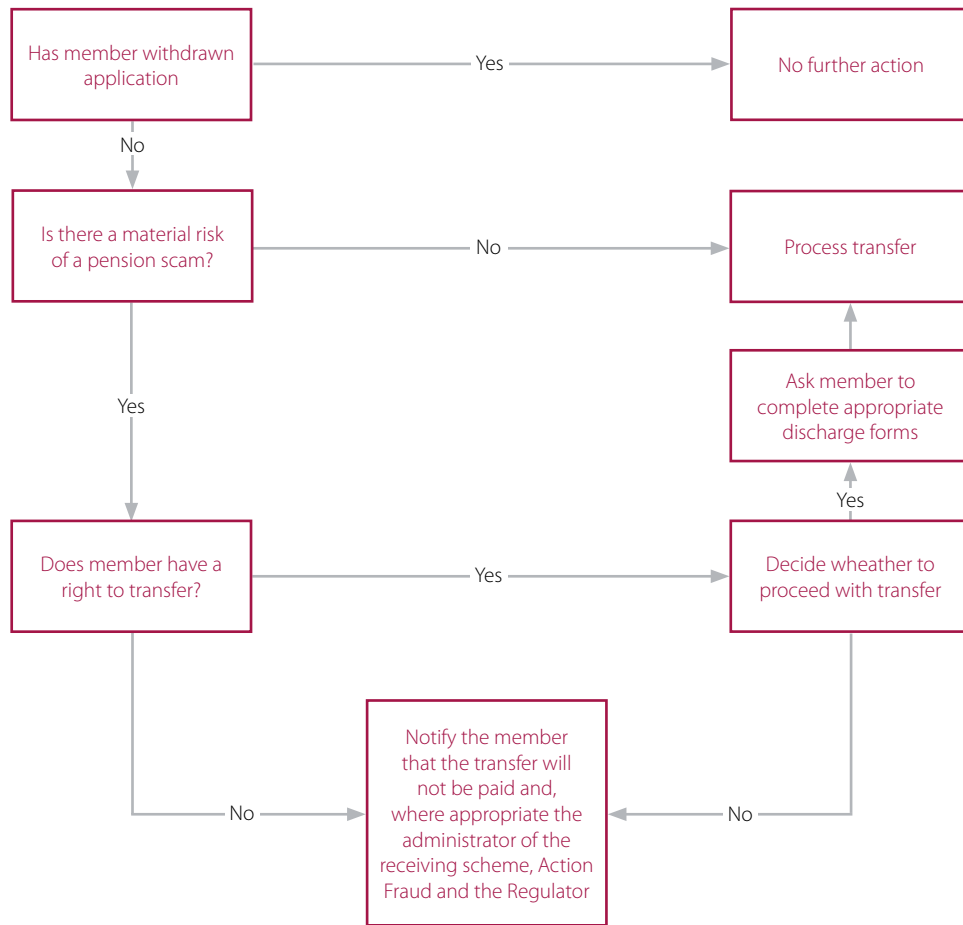 Has member withdrawn
application
Yes
No further action
No
Is there a material risk
of a pension scam?
No
Process transfer
Ask member to
complete appropriate
discharge forms
Yes
Yes
Does member have a
right to transfer?
Yes
Decide wheather to
proceed with transfer
Notify the member
that the transfer will
not be paid and,
where appropriate the
administrator of the
receiving scheme, Action
Fraud and the Regulator
No
No